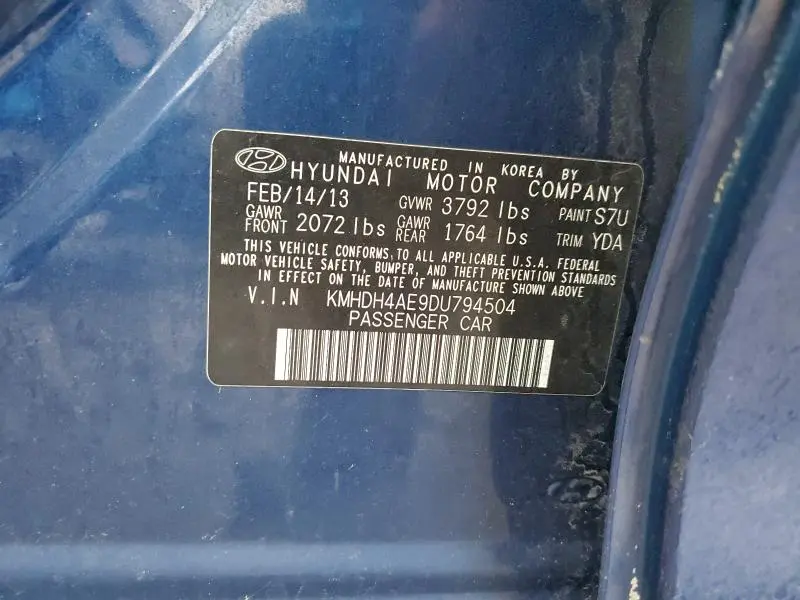 MANUFACTURED IN KOREA BY
HYUNDAI MOTOR COMPANY
FEB/14/13 GVWR 3792 lbs PAINT S7U
GAWR FRONT 2072 lbs GAWR REAR 1764 lbs TRIM YDA
THIS VEHICLE CONFORMS TO ALL APPLICABLE U.S.A. FEDERAL
MOTOR VEHICLE SAFETY, BUMPER, AND THEFT PREVENTION STANDARDS
IN EFFECT ON THE DATE OF MANUFACTURE SHOWN ABOVE
V.I.N KMHDH4AE9DU794504
PASSENGER CAR